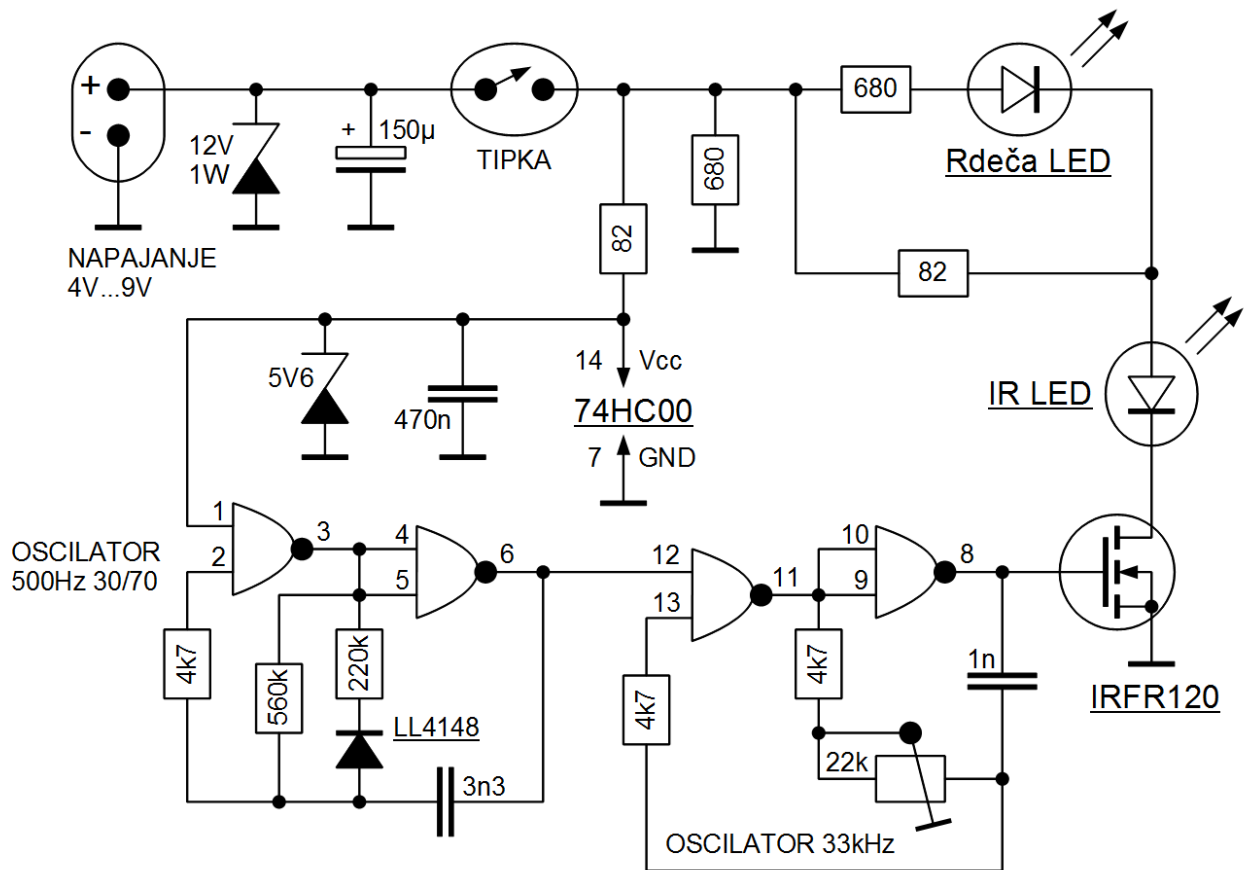 +
-
12V
1W
+
150µ
TIPKA
680
Rdeča LED
680
82
82
NAPAJANJE
4V...9V
5V6
470n
14
Vcc
74HC00
7
GND
IR LED
OSCILATOR
500Hz 30/70
1
2
3
4
5
6
12
13
11
10
9
8
4k7
560k
220k
LL4148
3n3
4k7
4k7
22k
1n
IRFR120
OSCILATOR 33kHz